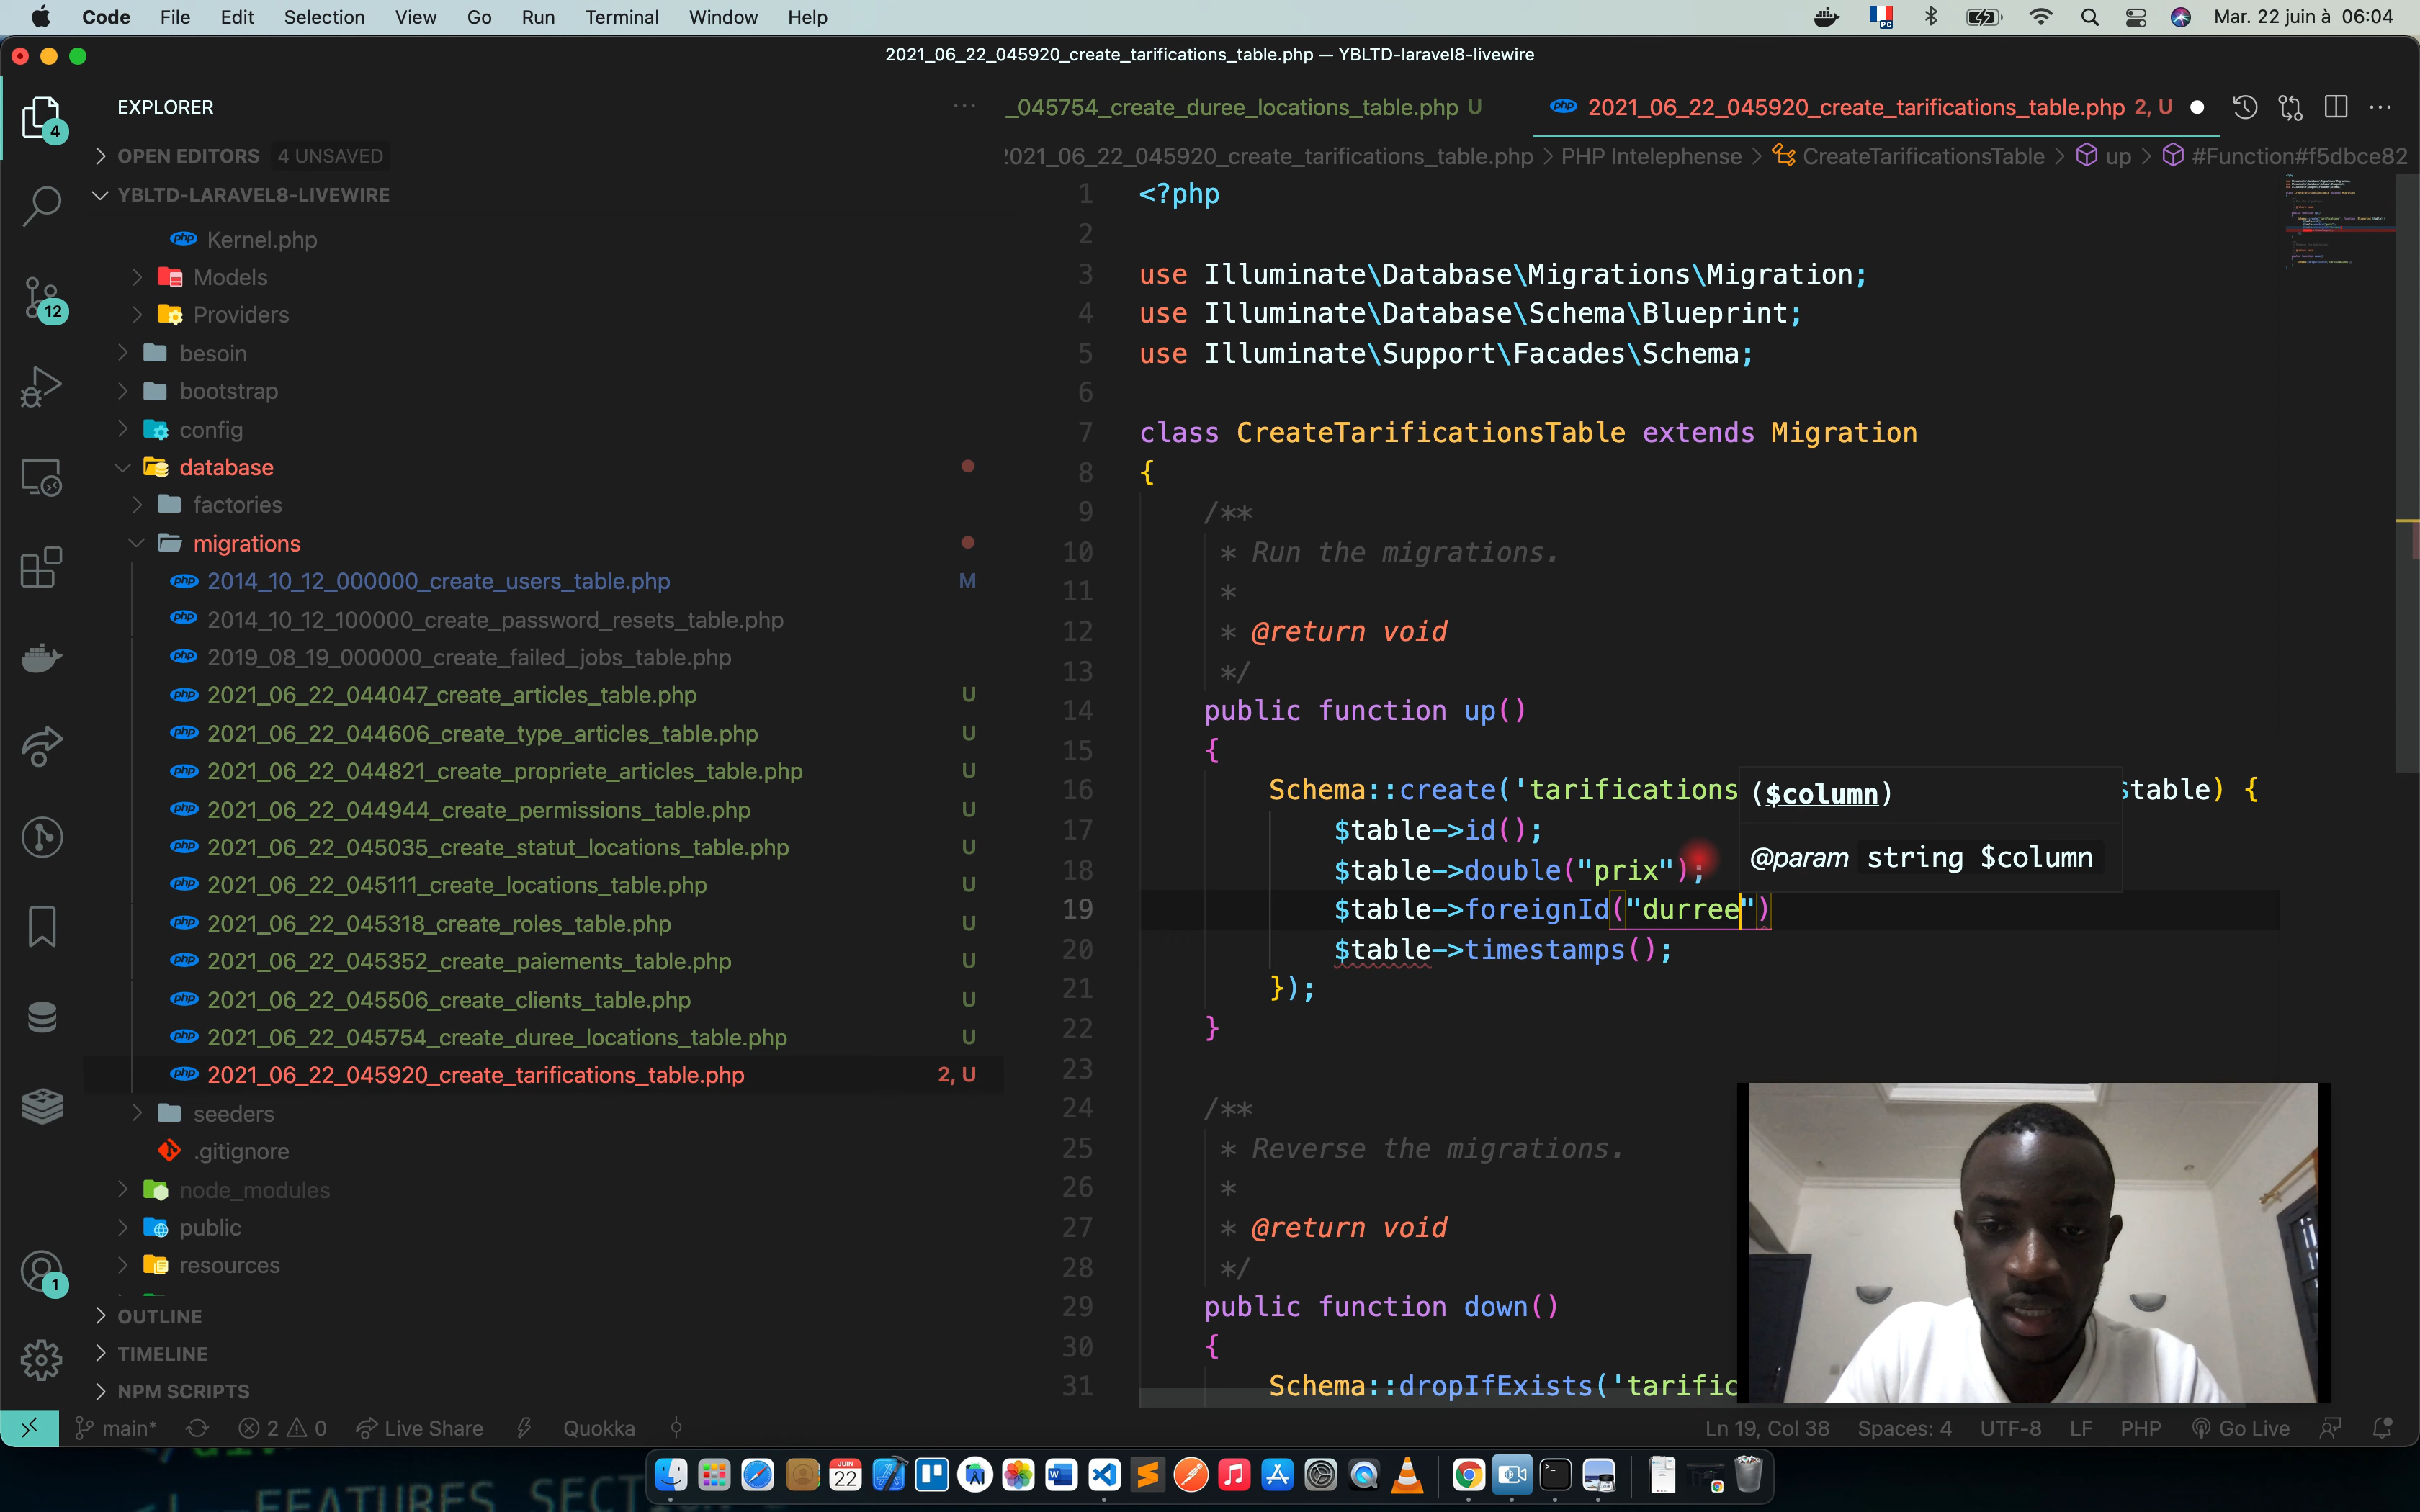 Code File Edit Selection View Go Run Terminal Window Help
Mar. 22 juin à 06:04
2021_06_22_045920_create_tarifications_table.php — YBLTD-laravel8-livewire
EXPLORER
4
OPEN EDITORS 4 UNSAVED
YBLTD-LARAVEL8-LIVEWIRE
Kernel.php
Models
12
Providers
besoin
bootstrap
config
database
factories
migrations
2014_10_12_000000_create_users_table.php M
2014_10_12_100000_create_password_resets_table.php
2019_08_19_000000_create_failed_jobs_table.php
2021_06_22_044047_create_articles_table.php U
2021_06_22_044606_create_type_articles_table.php U
2021_06_22_044821_create_propriete_articles_table.php U
2021_06_22_044944_create_permissions_table.php U
2021_06_22_045035_create_statut_locations_table.php U
2021_06_22_045111_create_locations_table.php U
2021_06_22_045318_create_roles_table.php U
2021_06_22_045352_create_paiements_table.php U
2021_06_22_045506_create_clients_table.php U
2021_06_22_045754_create_duree_locations_table.php U
2021_06_22_045920_create_tarifications_table.php 2, U
seeders
.gitignore
node_modules
public
resources
1
OUTLINE
TIMELINE
NPM SCRIPTS
_045754_create_duree_locations_table.php U
2021_06_22_045920_create_tarifications_table.php 2, U
2021_06_22_045920_create_tarifications_table.php > PHP Intelephense > CreateTarificationsTable > up > #Function#f5dbce82
1 <?php
2
3 use Illuminate\Database\Migrations\Migration;
4 use Illuminate\Database\Schema\Blueprint;
5 use Illuminate\Support\Facades\Schema;
6
7 class CreateTarificationsTable extends Migration
8 {
9 /**
10 * Run the migrations.
11 *
12 * @return void
13 */
14 public function up()
15 {
16 Schema::create('tarifications $table) {
($column)
17 $table->id();
@param string $column
18 $table->double("prix");
19 $table->foreignId("durree")
20 $table->timestamps();
21 });
22 }
23
24 /**
25 * Reverse the migrations.
26 *
27 * @return void
28 */
29 public function down()
30 {
31 Schema::dropIfExists('tarific
main* 2 0 Live Share Quokka
Ln 19, Col 38 Spaces: 4 UTF-8 LF PHP Go Live
JUN
22
FEATURES SECT